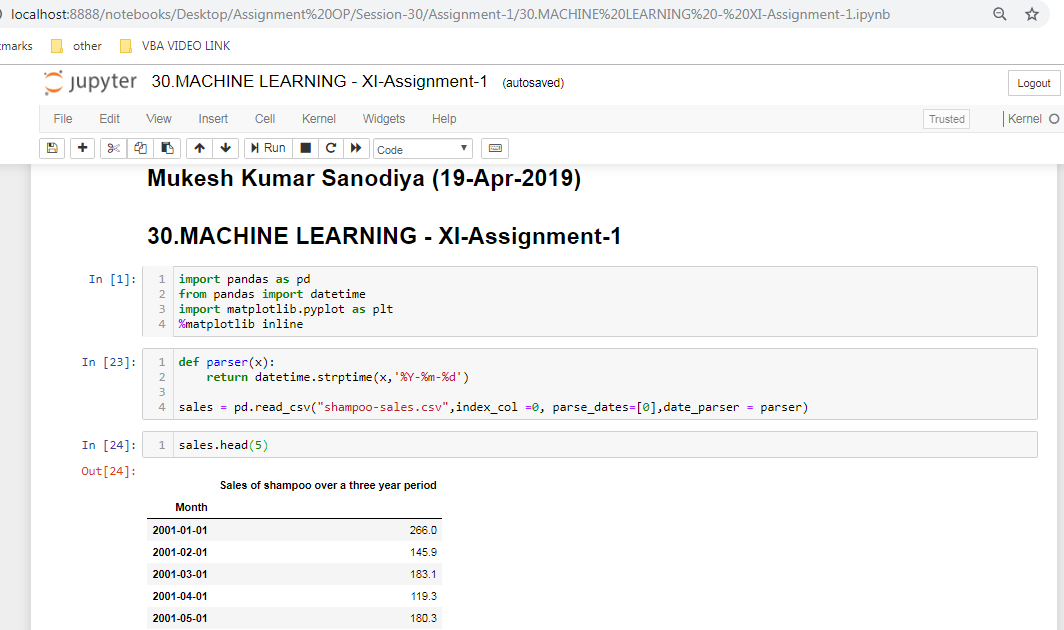 localhost:8888/notebooks/Desktop/Assignment%20OP/Session-30/Assignment-1/30.MACHINE%20LEARNING%20-%20XI-Assignment-1.ipynb
marks other VBA VIDEO LINK
jupyter 30.MACHINE LEARNING - XI-Assignment-1 (autosaved) Logout
File Edit View Insert Cell Kernel Widgets Help Trusted Kernel
Run Code
Mukesh Kumar Sanodiya (19-Apr-2019)
30.MACHINE LEARNING - XI-Assignment-1
In [1]: 1 import pandas as pd
2 from pandas import datetime
3 import matplotlib.pyplot as plt
4 %matplotlib inline
In [23]: 1 def parser(x):
2     return datetime.strptime(x,'%Y-%m-%d')
3
4 sales = pd.read_csv("shampoo-sales.csv",index_col =0, parse_dates=[0],date_parser = parser)
In [24]: 1 sales.head(5)
Out[24]:
Sales of shampoo over a three year period
Month
2001-01-01 266.0
2001-02-01 145.9
2001-03-01 183.1
2001-04-01 119.3
2001-05-01 180.3